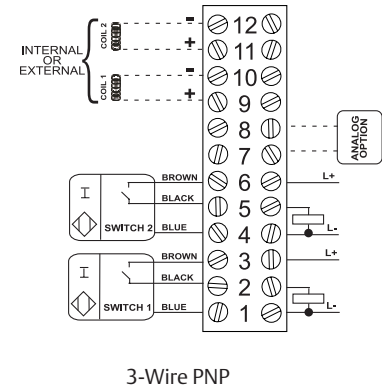 COIL 2
-
+
12
11
INTERNAL
OR
EXTERNAL
COIL 1
-
+
10
9
8
7
ANALOG
OPTION
BROWN
BLACK
BLUE
I
SWITCH 2
6
5
4
L+
L-
BROWN
BLACK
BLUE
I
SWITCH 1
3
2
1
L+
L-
3-Wire PNP